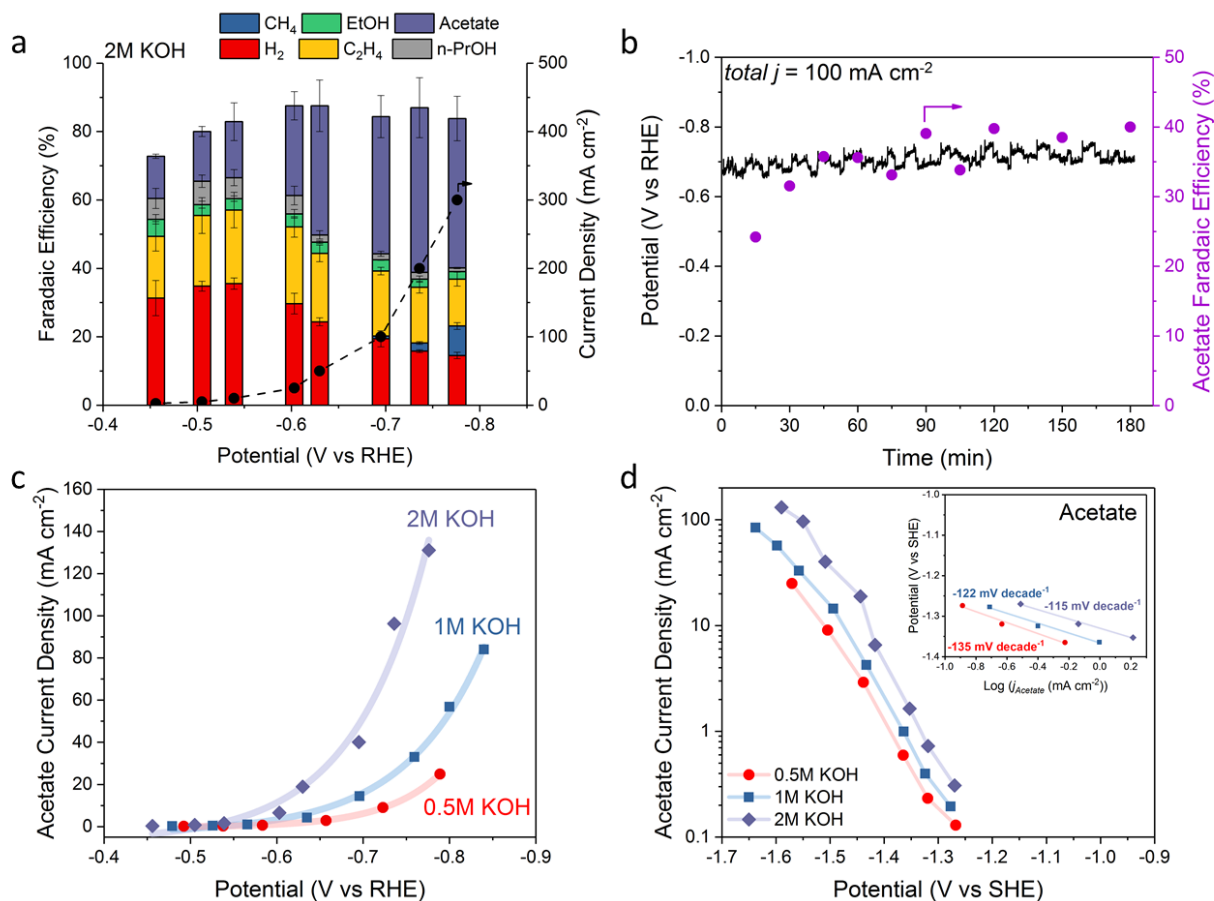 a
CH4 EtOH Acetate
2M KOH H2 C2H4 n-PrOH
100 500
80 400
60 300
40 200
20 100
0 0
-0.4 -0.5 -0.6 -0.7 -0.8
Faradaic Efficiency (%)
Current Density (mA cm-2)
Potential (V vs RHE)
b
total j = 100 mA cm-2
-1.0 50
-0.8 40
-0.6 30
-0.4 20
-0.2 10
0.0 0
0 30 60 90 120 150 180
Potential (V vs RHE)
Acetate Faradaic Efficiency (%)
Time (min)
c
160
140
120
100
80
60
40
20
0
-0.4 -0.5 -0.6 -0.7 -0.8 -0.9
2M KOH
1M KOH
0.5M KOH
Acetate Current Density (mA cm-2)
Potential (V vs RHE)
d
100
10
1
0.1
-1.7 -1.6 -1.5 -1.4 -1.3 -1.2 -1.1 -1.0 -0.9
Acetate Current Density (mA cm-2)
Potential (V vs SHE)
0.5M KOH
1M KOH
2M KOH
Acetate
-1.0
-1.1
-1.2
-1.3
-1.4
-122 mV decade-1
-115 mV decade-1
-135 mV decade-1
-1.0 -0.8 -0.6 -0.4 -0.2 0.0 0.2
Potential (V vs SHE)
Log (jAcetate (mA cm-2))